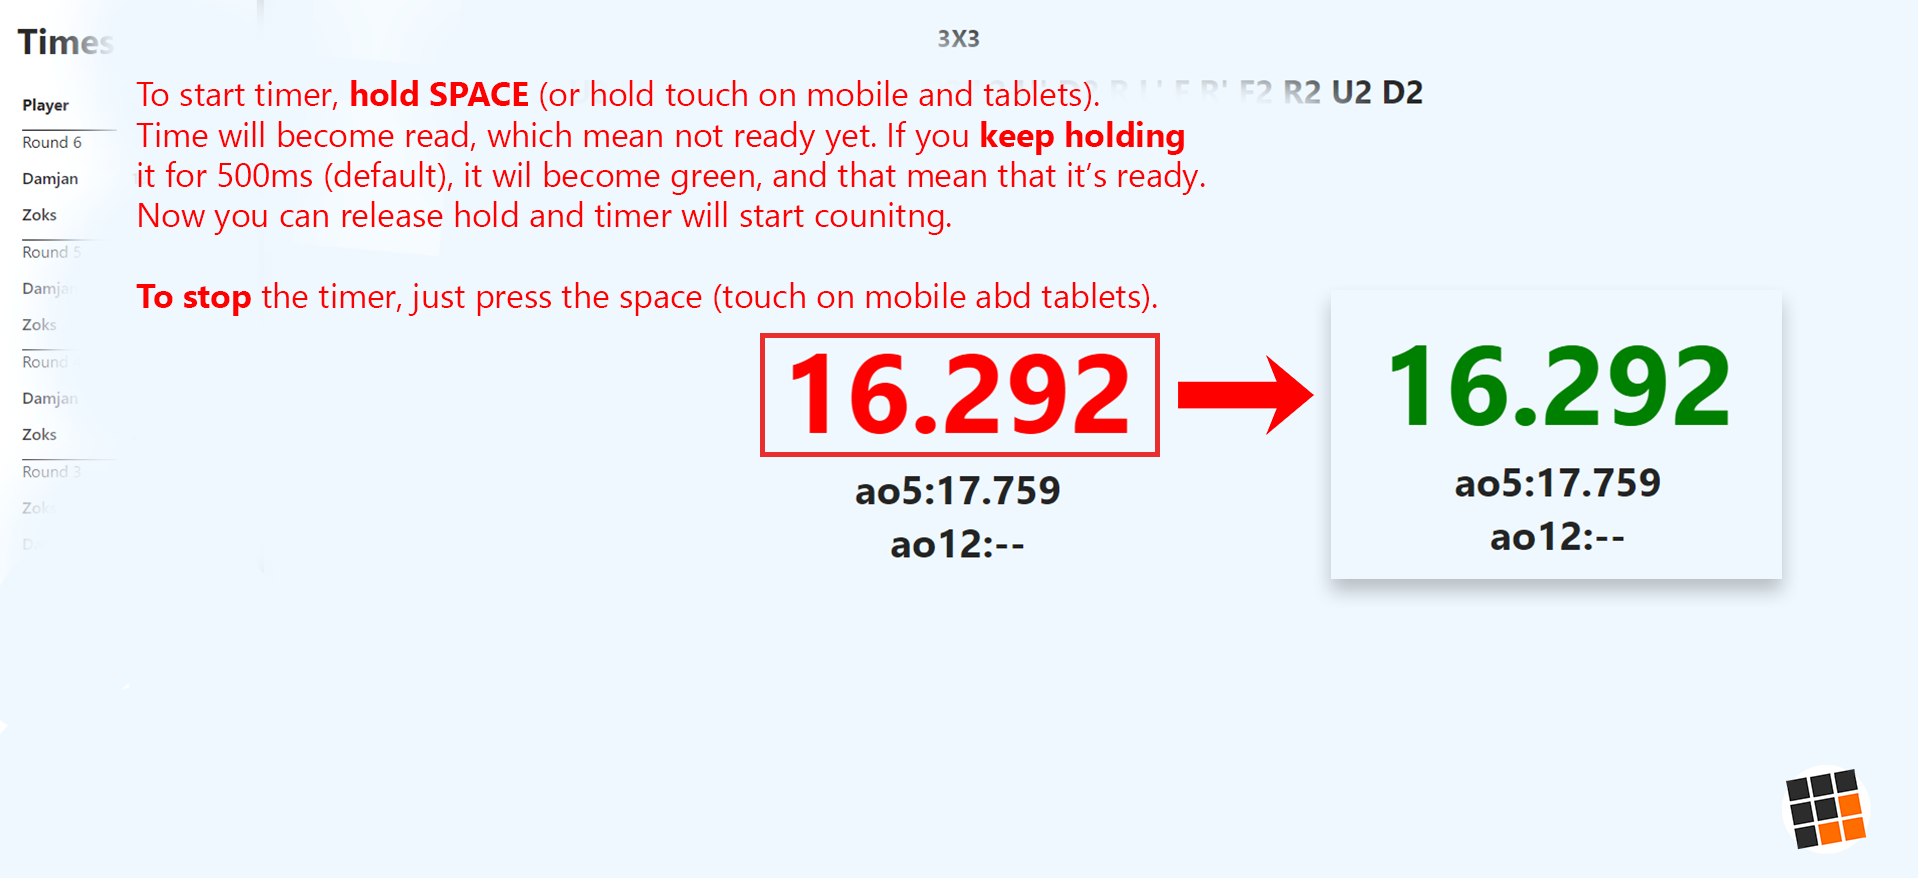 Times
Player
Round 6
Damjan
Zoks
Round 5
Damjan
Zoks
Round
Damjan
Zoks
Round 3
Zoks
3X3
R' F2 R2 U2 D2
To start timer, hold SPACE (or hold touch on mobile and tablets).
Time will become read, which mean not ready yet. If you keep holding
it for 500ms (default), it wil become green, and that mean that it’s ready.
Now you can release hold and timer will start counitng.
To stop the timer, just press the space (touch on mobile abd tablets).
16.292
ao5:17.759
ao12:--
16.292
ao5:17.759
ao12:--